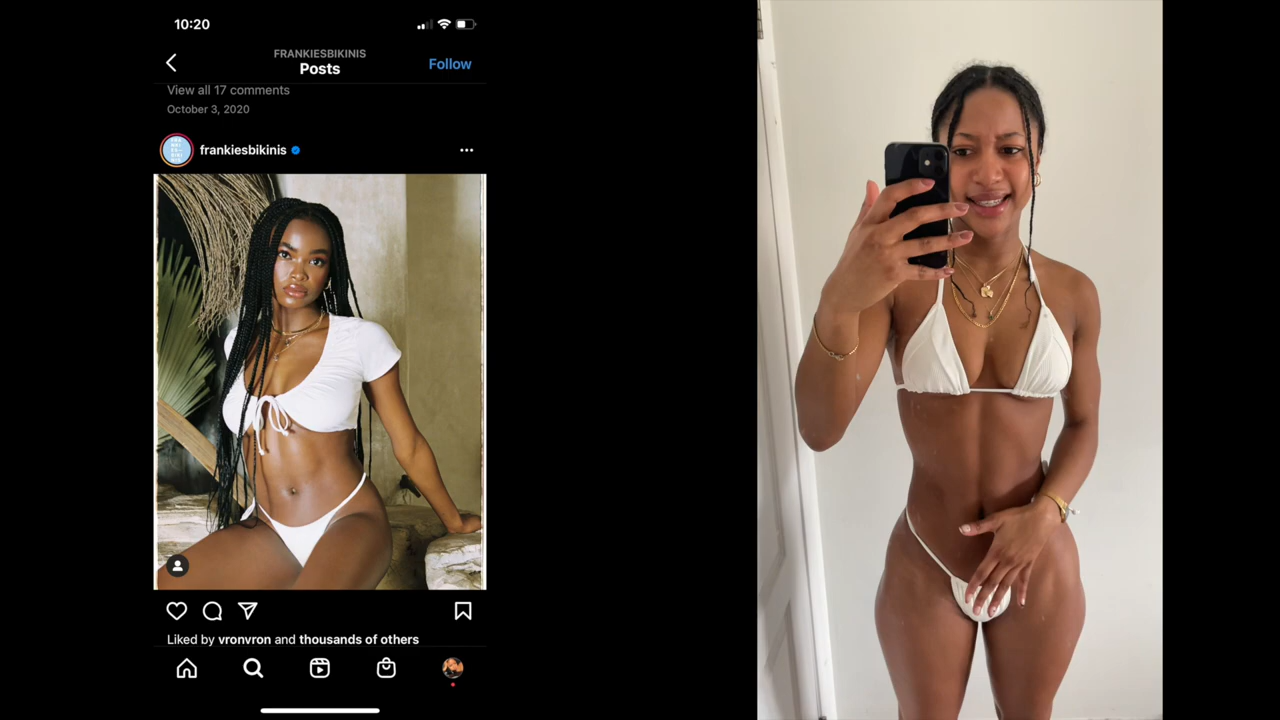 10:20
FRANKIESBIKINIS
Posts
Follow
View all 17 comments
October 3, 2020
frankiesbikinis
Liked by vronvron and thousands of others